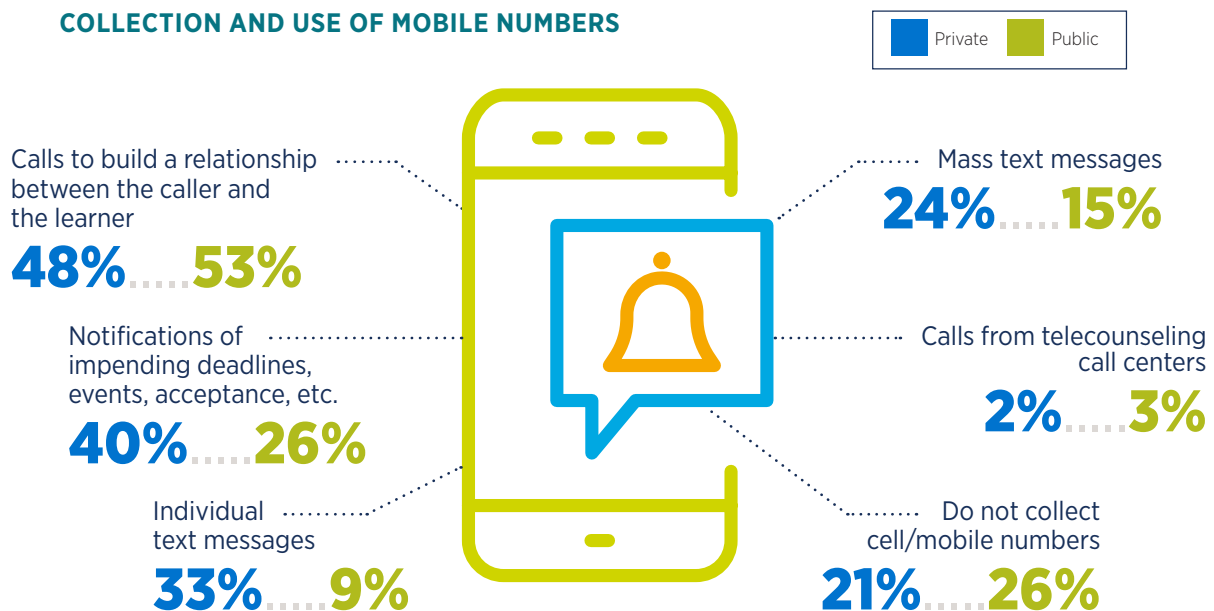 COLLECTION AND USE OF MOBILE NUMBERS
Private
Public
Calls to build a relationship
between the caller and
the learner
48%.....53%
Notifications of
impending deadlines,
events, acceptance, etc.
40%.....26%
Individual
text messages
33%.....9%
Mass text messages
24%.....15%
Calls from telecounseling
call centers
2%.....3%
Do not collect
cell/mobile numbers
21%.....26%